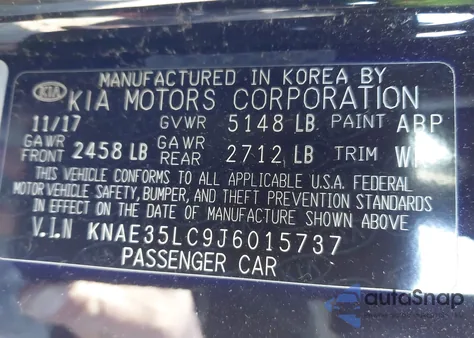 MANUFACTURED IN KOREA BY
KIA KIA MOTORS CORPORATION
11/17 GVWR 5148 LB PAINT ABP
GAWR FRONT 2458 LB GAWR REAR 2712 LB TRIM WK
THIS VEHICLE CONFORMS TO ALL APPLICABLE U.S.A. FEDERAL
MOTOR VEHICLE SAFETY, BUMPER, AND THEFT PREVENTION STANDARDS
IN EFFECT ON THE DATE OF MANUFACTURE SHOWN ABOVE
V.I.N KNAE35LC9J6015737
PASSENGER CAR
autoSnap